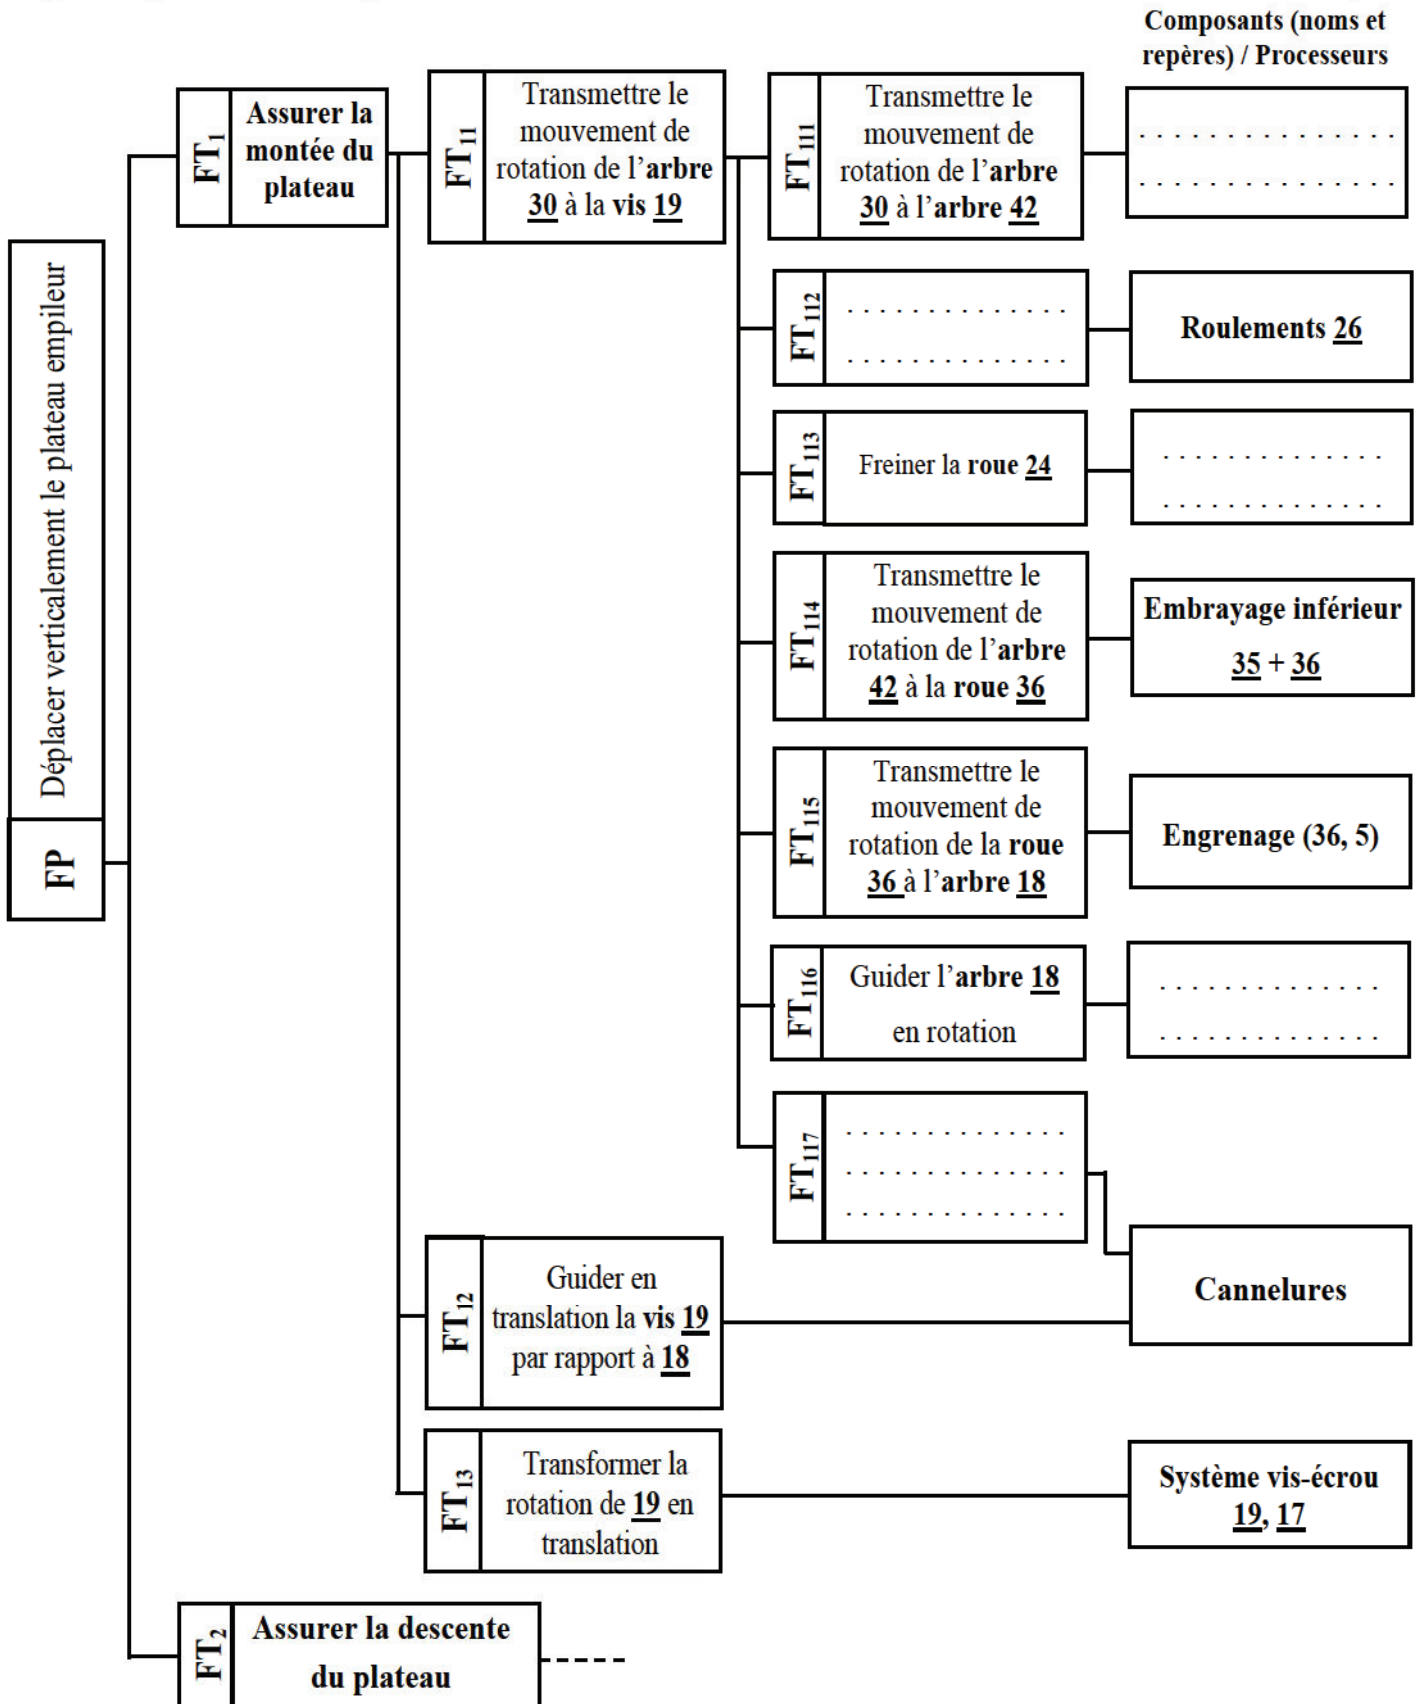 Composants (noms et
repères) / Processeurs
FT1
Assurer la
montée du
plateau
FT11
Transmettre le
mouvement de
rotation de l’arbre
30 à la vis 19
FT111
Transmettre le
mouvement de
rotation de l’arbre
30 à l’arbre 42
. . . . . . . . . . . . . . .
. . . . . . . . . . . . . . .
FT112
. . . . . . . . . . . . . .
. . . . . . . . . . . . . .
Roulements 26
FT113
Freiner la roue 24
. . . . . . . . . . . . . .
. . . . . . . . . . . . . .
FT114
Transmettre le
mouvement de
rotation de l’arbre
42 à la roue 36
Embrayage inférieur
35 + 36
FT115
Transmettre le
mouvement de
rotation de la roue
36 à l’arbre 18
Engrenage (36, 5)
FT116
Guider l’arbre 18
en rotation
. . . . . . . . . . . . . .
. . . . . . . . . . . . . .
FT117
. . . . . . . . . . . . . .
. . . . . . . . . . . . . .
. . . . . . . . . . . . . .
Cannelures
FP
Déplacer verticalement le plateau empileur
FT12
Guider en
translation la vis 19
par rapport à 18
FT13
Transformer la
rotation de 19 en
translation
Système vis-écrou
19, 17
FT2
Assurer la descente
du plateau